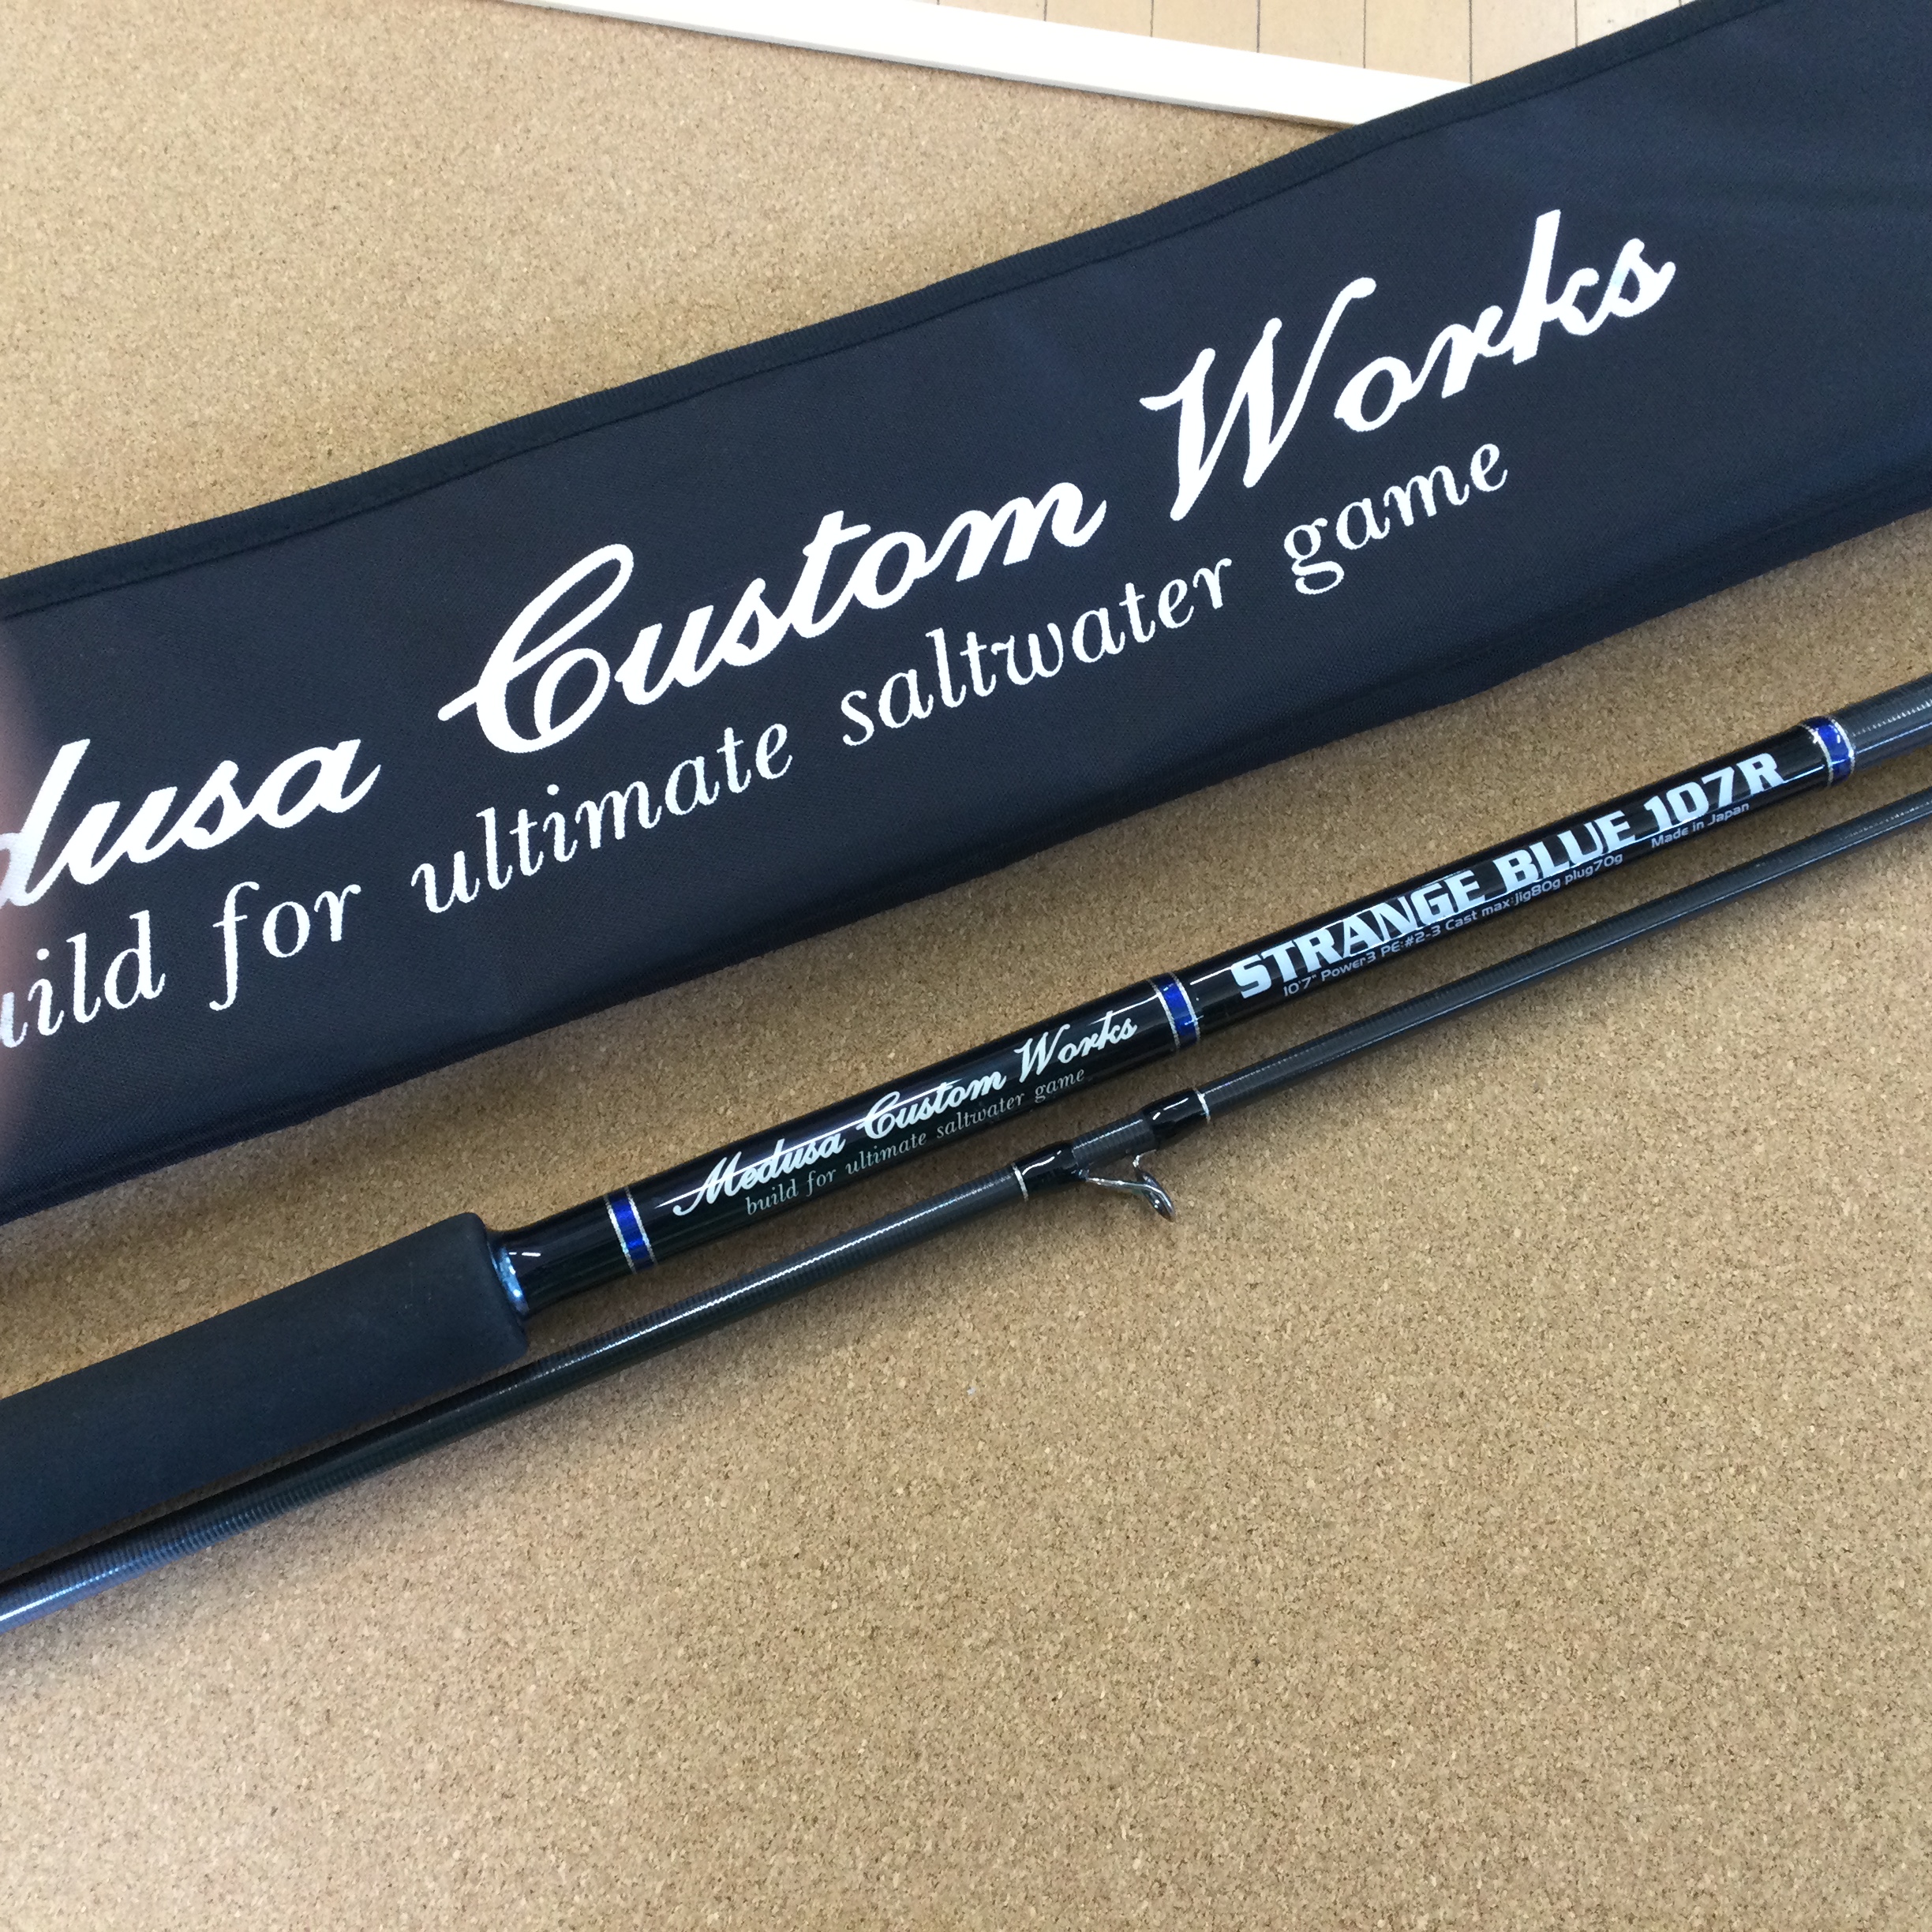 dusa Custom Works
uild for ultimate saltwater game
Medusa Custom Works
build for ultimate saltwater game
STRANGE BLUE 107R
10'7" Power3 PE:#2-3 Cast max:jig80g plug70g Made in Japan